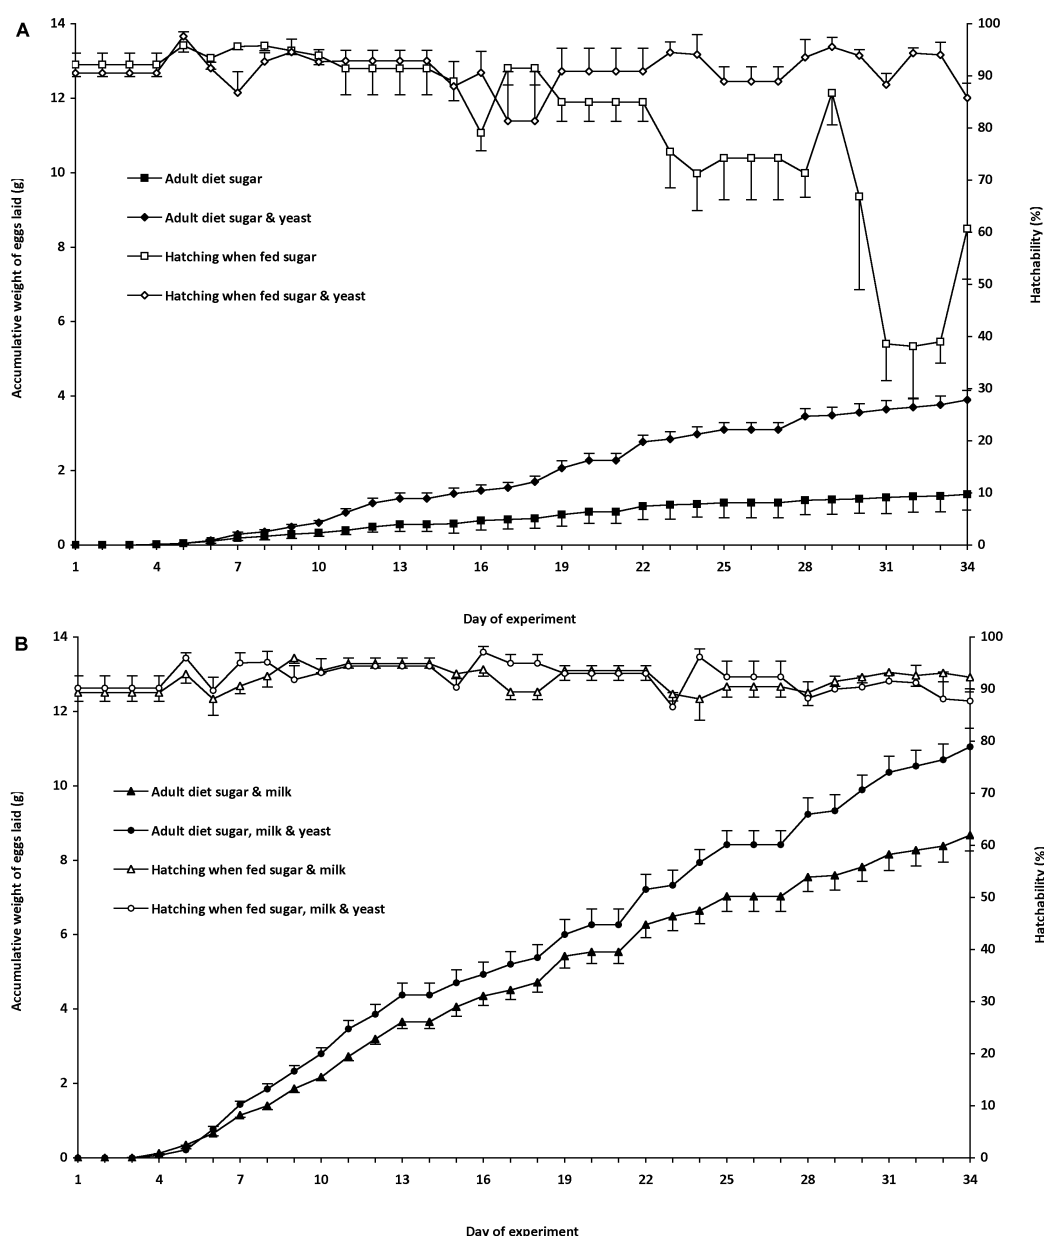 A
14
12
10
8
6
4
2
0
Accumulative weight of eggs laid (g)
100
90
80
70
60
50
40
30
20
10
0
Hatchability (%)
Adult diet sugar
Adult diet sugar & yeast
Hatching when fed sugar
Hatching when fed sugar & yeast
1 4 7 10 13 16 19 22 25 28 31 34
Day of experiment
B
14
12
10
8
6
4
2
0
Accumulative weight of eggs laid (g)
100
90
80
70
60
50
40
30
20
10
0
Hatchability (%)
Adult diet sugar & milk
Adult diet sugar, milk & yeast
Hatching when fed sugar & milk
Hatching when fed sugar, milk & yeast
1 4 7 10 13 16 19 22 25 28 31 34
Day of experiment